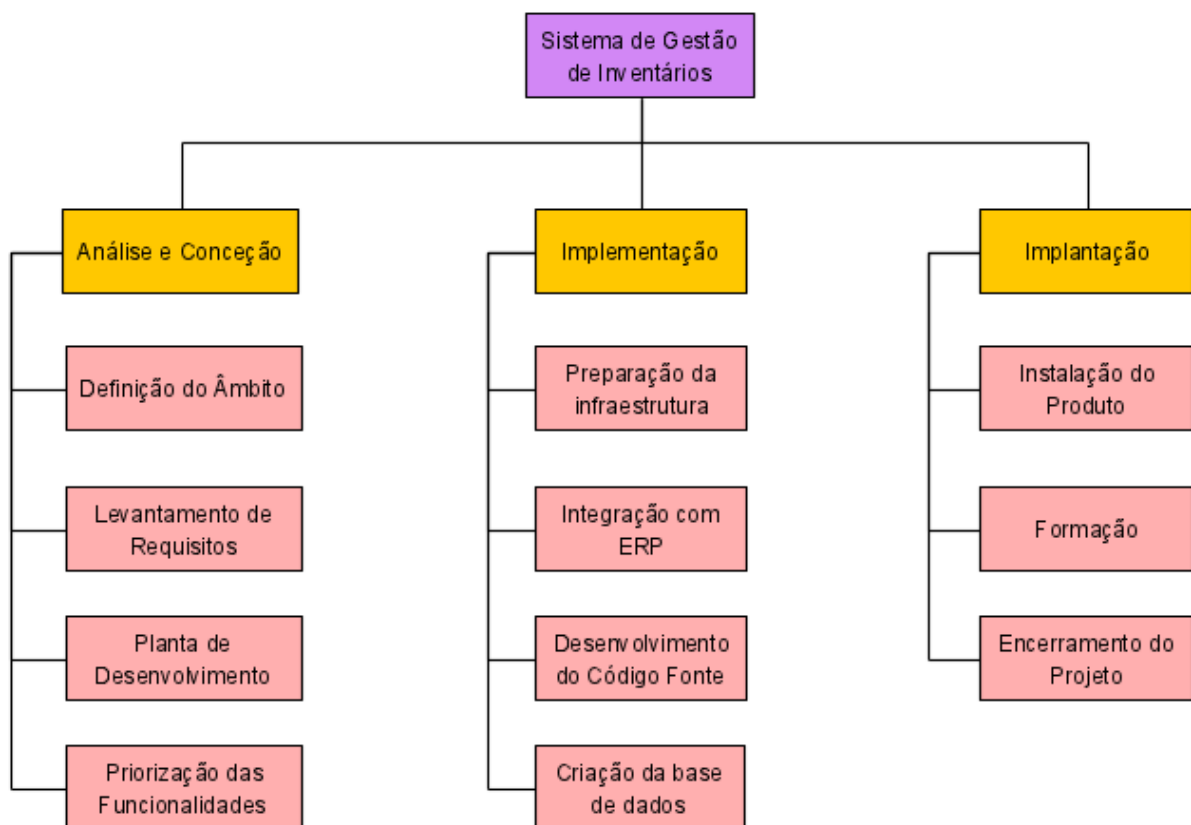 Sistema de Gestão
de Inventários
Análise e Conceção
Implementação
Implantação
Definição do Âmbito
Preparação da
infraestrutura
Instalação do
Produto
Levantamento de
Requisitos
Integração com
ERP
Formação
Planta de
Desenvolvimento
Desenvolvimento
do Código Fonte
Encerramento do
Projeto
Priorização das
Funcionalidades
Criação da base
de dados